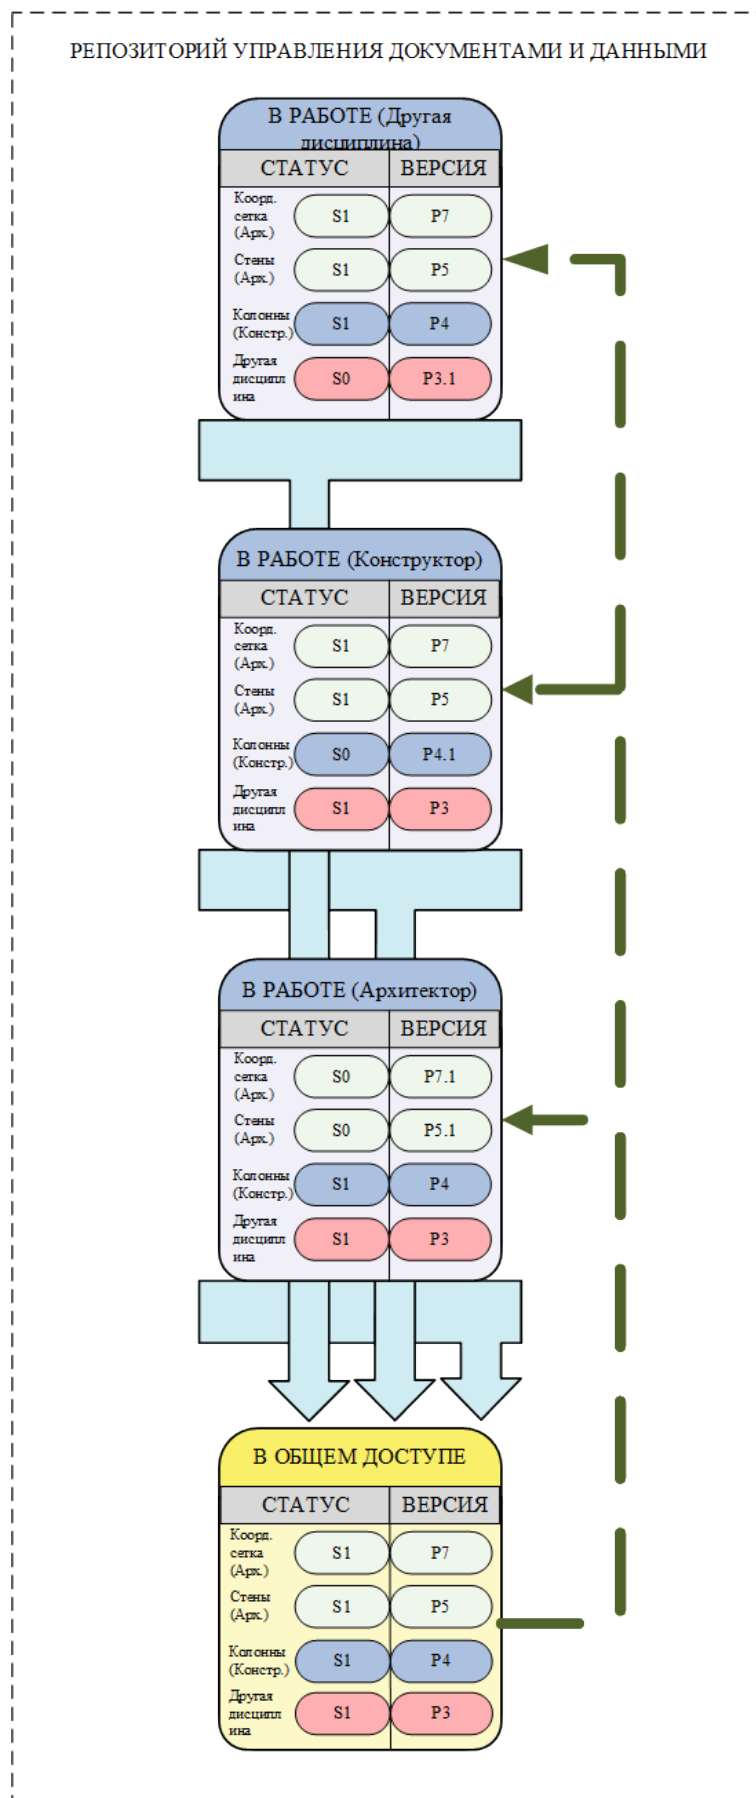 РЕПОЗИТОРИЙ УПРАВЛЕНИЯ ДОКУМЕНТАМИ И ДАННЫМИ
В РАБОТЕ (Другая
дисциплина)
СТАТУС ВЕРСИЯ
Коорд.
сетка
(Арх.)
S1 P7
Стены
(Арх.)
S1 P5
Колонны
(Констр.)
S1 P4
Другая
дисципл
ина
S0 P3.1
В РАБОТЕ (Конструктор)
СТАТУС ВЕРСИЯ
Коорд.
сетка
(Арх.)
S1 P7
Стены
(Арх.)
S1 P5
Колонны
(Констр.)
S0 P4.1
Другая
дисципл
ина
S1 P3
В РАБОТЕ (Архитектор)
СТАТУС ВЕРСИЯ
Коорд.
сетка
(Арх.)
S0 P7.1
Стены
(Арх.)
S0 P5.1
Колонны
(Констр.)
S1 P4
Другая
дисципл
ина
S1 P3
В ОБЩЕМ ДОСТУПЕ
СТАТУС ВЕРСИЯ
Коорд.
сетка
(Арх.)
S1 P7
Стены
(Арх.)
S1 P5
Колонны
(Констр.)
S1 P4
Другая
дисципл
ина
S1 P3